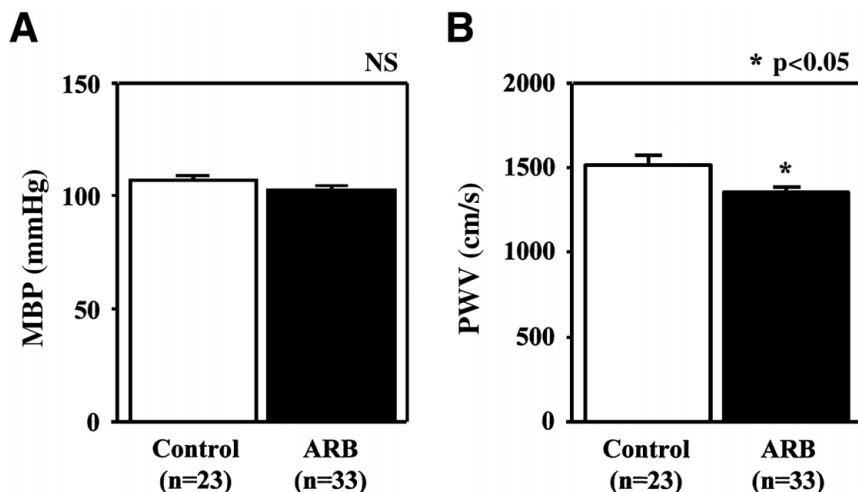 A
NS
MBP (mmHg)
150
100
50
0
Control
(n=23)
ARB
(n=33)
B
* p<0.05
PWV (cm/s)
2000
1500
1000
500
0
*
Control
(n=23)
ARB
(n=33)